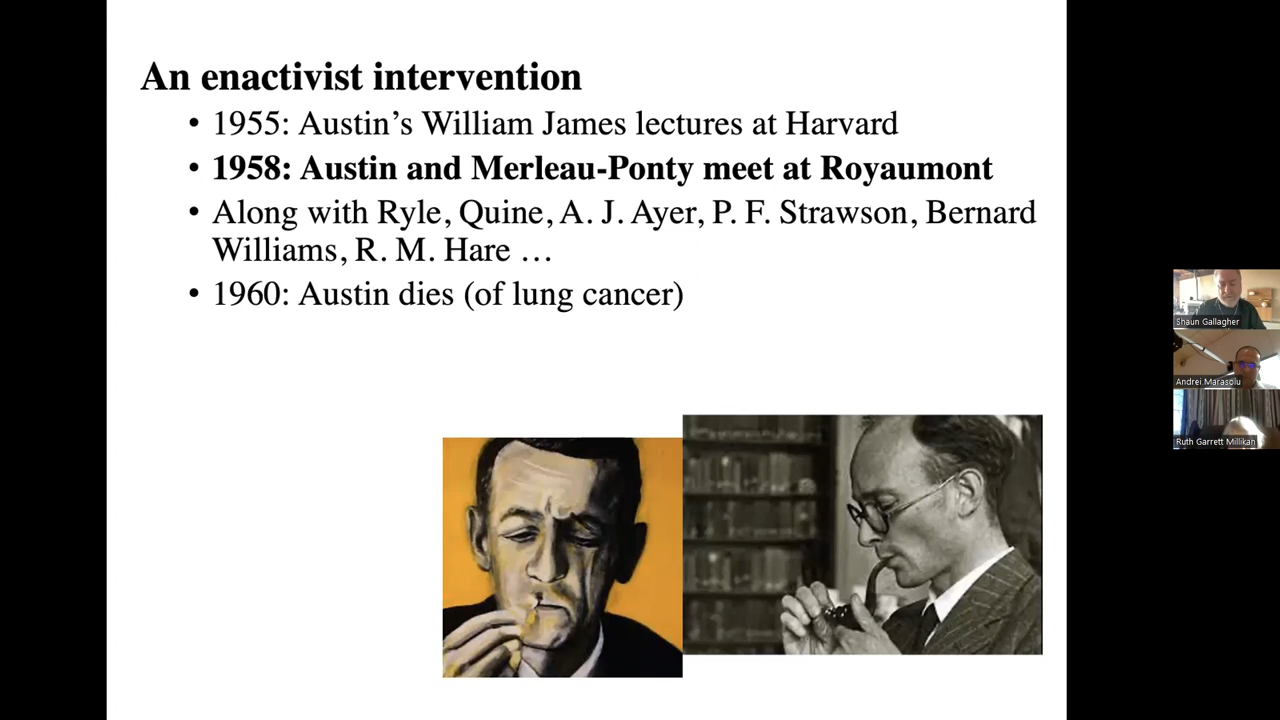 An enactivist intervention
• 1955: Austin’s William James lectures at Harvard
• 1958: Austin and Merleau-Ponty meet at Royaumont
• Along with Ryle, Quine, A. J. Ayer, P. F. Strawson, Bernard
Williams, R. M. Hare …
• 1960: Austin dies (of lung cancer)
Shaun Gallagher
Andrei Marasoiu
Ruth Garrett Millikan